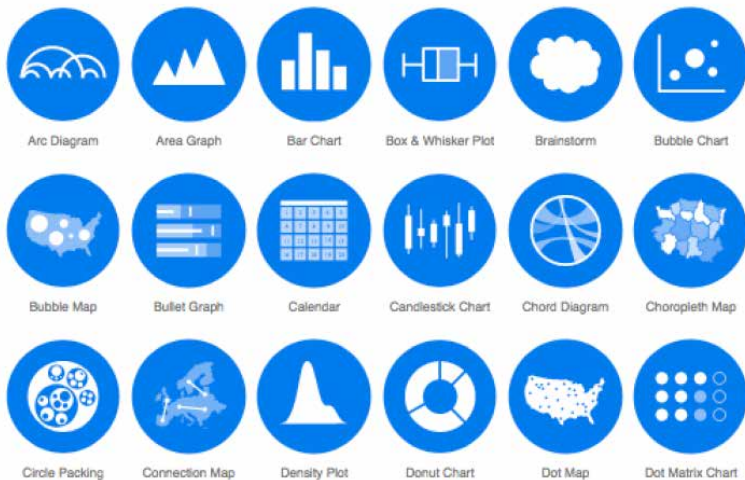 Arc Diagram
Area Graph
Bar Chart
Box & Whisker Plot
Brainstorm
Bubble Chart
Bubble Map
Bullet Graph
Calendar
Candlestick Chart
Chord Diagram
Choropleth Map
Circle Packing
Connection Map
Density Plot
Donut Chart
Dot Map
Dot Matrix Chart